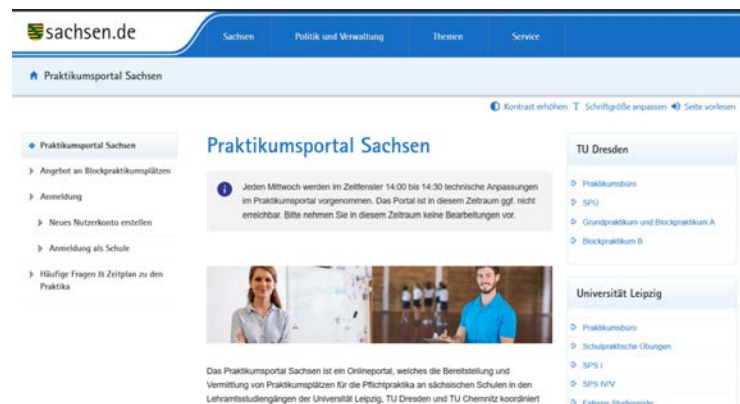 sachsen.de
Sachsen
Politik und Verwaltung
Themen
Service
Praktikumsportal Sachsen
Kontrast erhöhen
Schriftgröße anpassen
Seite vorlesen
Praktikumsportal Sachsen
Angebot an Blockpraktikumsplätzen
Anmeldung
Neues Nutzerkonto erstellen
Anmeldung als Schule
Häufige Fragen & Zeitplan zu den
Praktika
Praktikumsportal Sachsen
Jeden Mittwoch werden im Zeitfenster 14:00 bis 14:30 technische Anpassungen
im Praktikumsportal vorgenommen. Das Portal ist in diesem Zeitraum ggf. nicht
erreichbar. Bitte nehmen Sie in diesem Zeitraum keine Bearbeitungen vor.
Das Praktikumsportal Sachsen ist ein Onlineportal, welches die Bereitstellung und
Vermittlung von Praktikumsplätzen für die Pflichtpraktika an sächsischen Schulen in den
Lehramtsstudiengängen der Universität Leipzig, TU Dresden und TU Chemnitz koordiniert
TU Dresden
Praktikumsbüro
SPÜ
Grundpraktikum und Blockpraktikum A
Blockpraktikum B
Universität Leipzig
Praktikumsbüro
Schulpraktische Übungen
SPS I
SPS IV/V
Externe Studierende